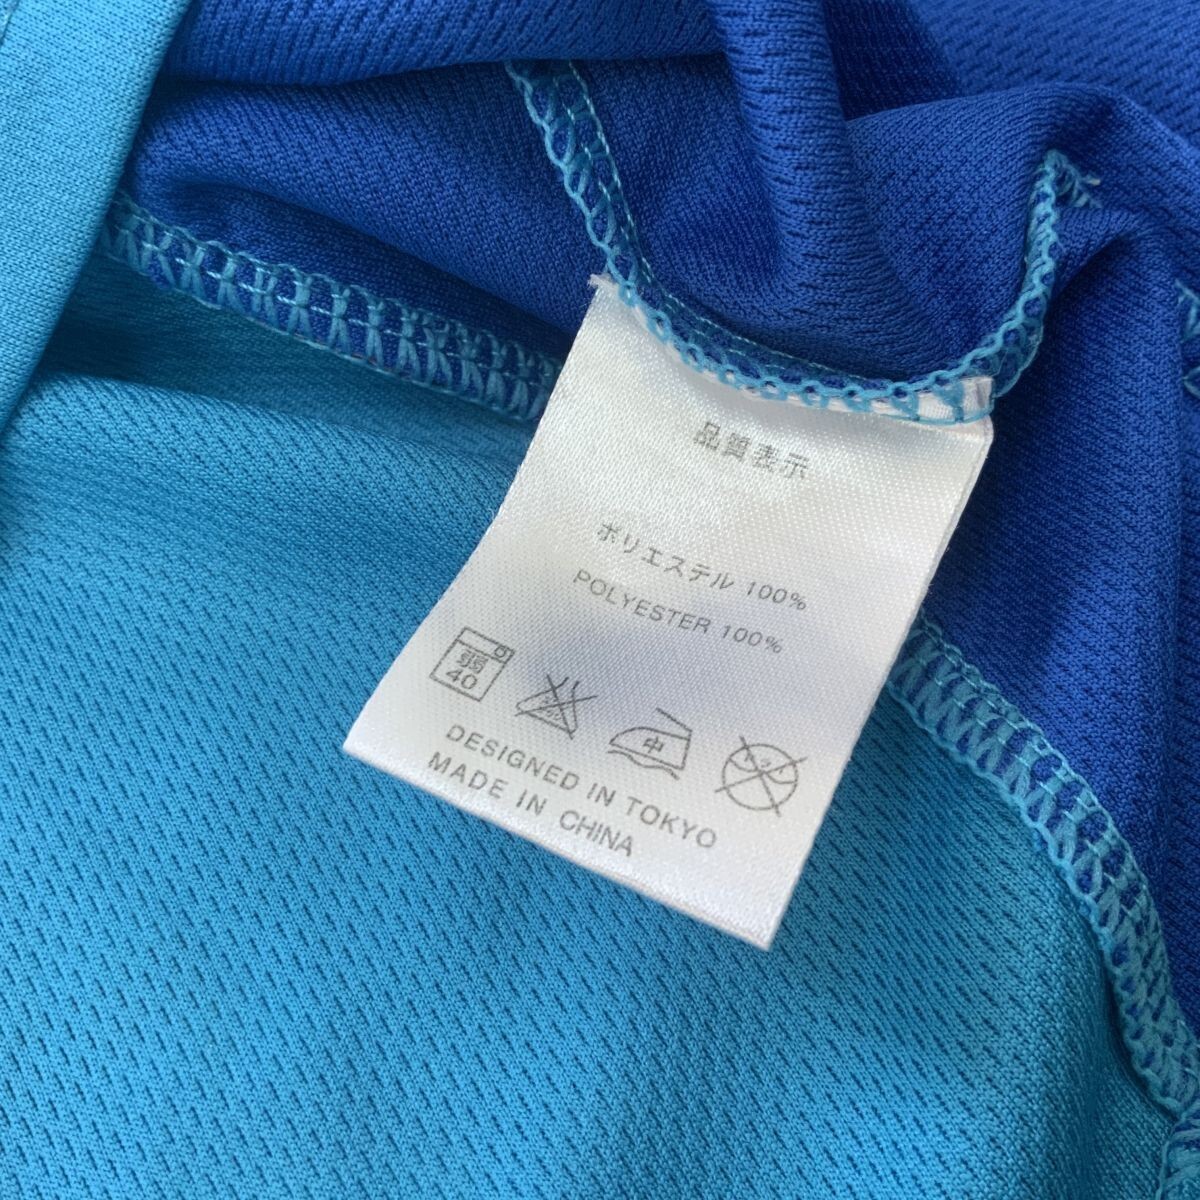 品質表示
ポリエステル 100%
POLYESTER 100%
弱
40
中
DESIGNED IN TOKYO
MADE IN CHINA